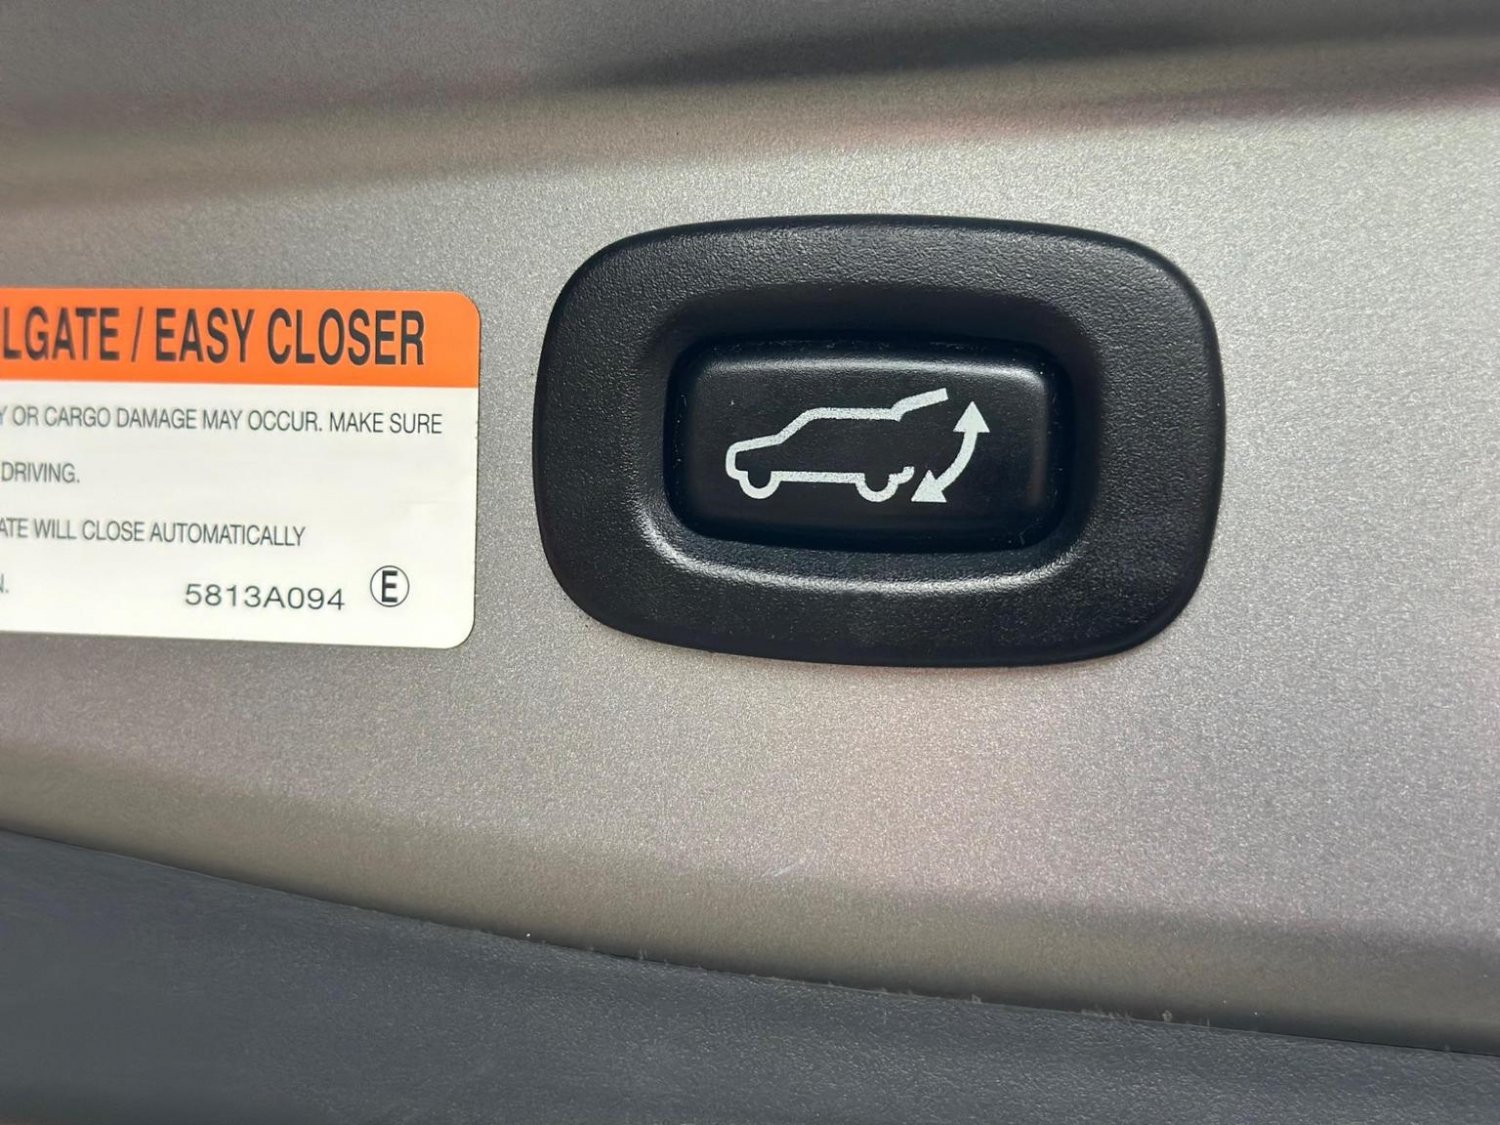 LGATE / EASY CLOSER
OR CARGO DAMAGE MAY OCCUR. MAKE SURE
DRIVING.
ATE WILL CLOSE AUTOMATICALLY
5813A094 E